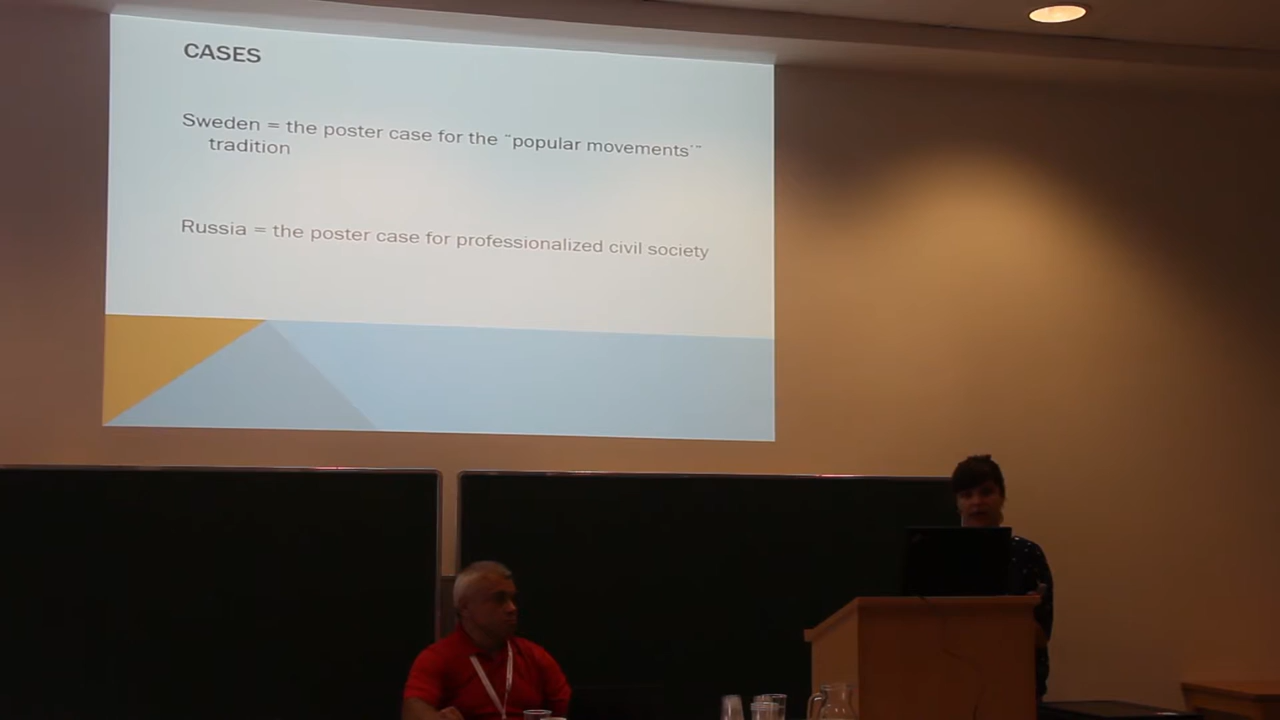 CASES
Sweden = the poster case for the ”popular movements’”
tradition
Russia = the poster case for professionalized civil society